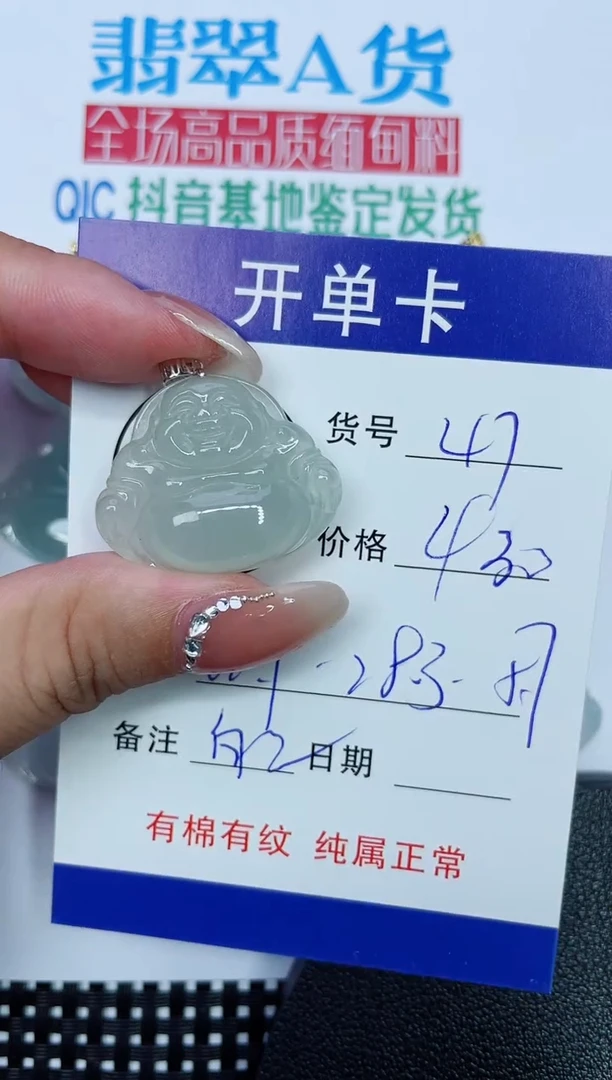 翡翠A货
全场高品质缅甸料
QIC 抖音基地鉴定发货
开单卡
货号 47
价格
备注 日期
有棉有纹 纯属正常